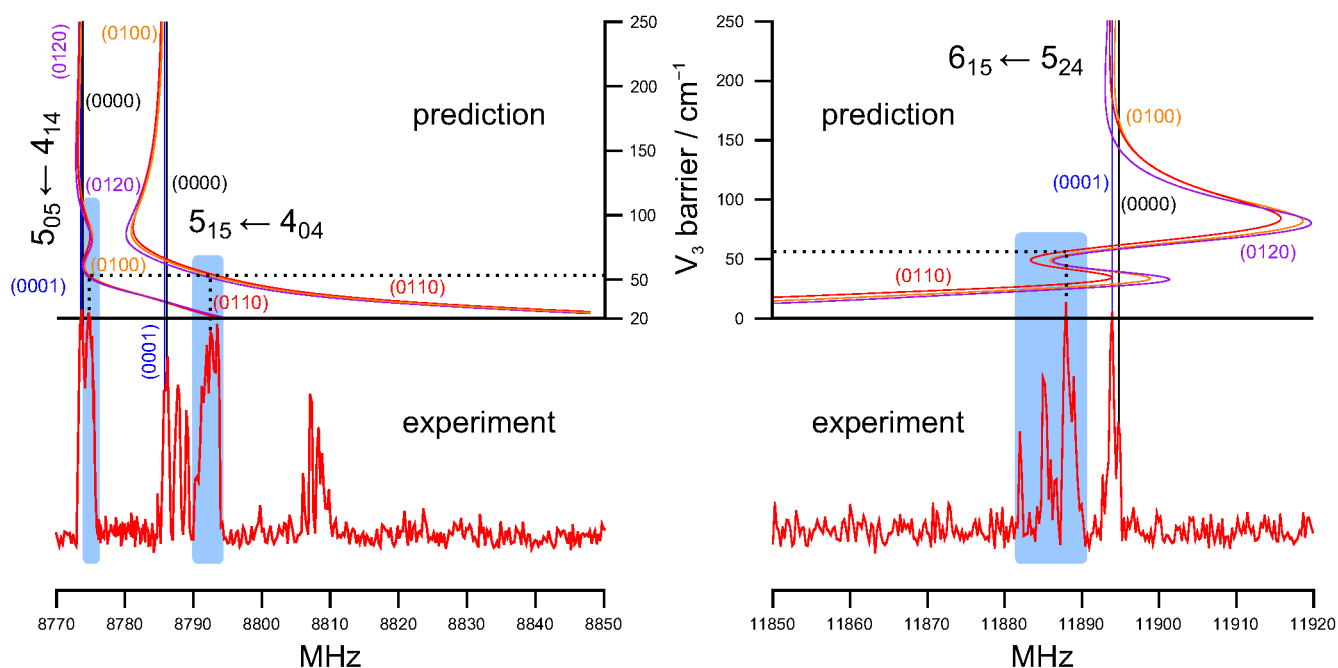 (0120)
(0100)
(0000)
prediction
5₀₅ ← 4₁₄
(0120)
(0000)
5₁₅ ← 4₀₄
(0100)
(0001)
(0110)
(0110)
(0001)
experiment
250
200
150
100
50
20
8770 8780 8790 8800 8810 8820 8830 8840 8850
MHz
V₃ barrier / cm⁻¹
250
200
150
100
50
0
6₁₅ ← 5₂₄
prediction
(0100)
(0001)
(0000)
(0120)
(0110)
experiment
11850 11860 11870 11880 11890 11900 11910 11920
MHz